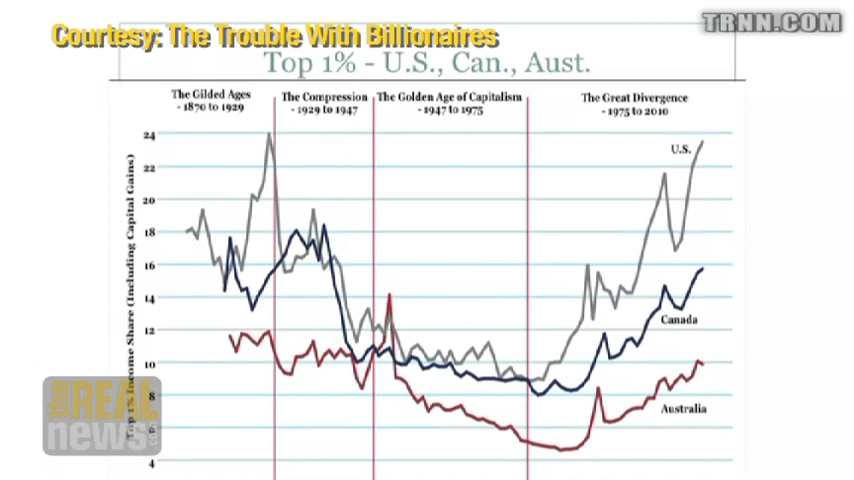 TRNN.COM
Courtesy: The Trouble With Billionaires
Top 1% - U.S., Can., Aust.
The Gilded Ages
- 1870 to 1929
The Compression
- 1929 to 1947
The Golden Age of Capitalism
- 1947 to 1975
The Great Divergence
- 1975 to 2010
Top 1% Income Share (Including Capital Gains)
24
22
20
18
16
14
12
10
8
6
4
U.S.
Canada
Australia
the REAL
news.com